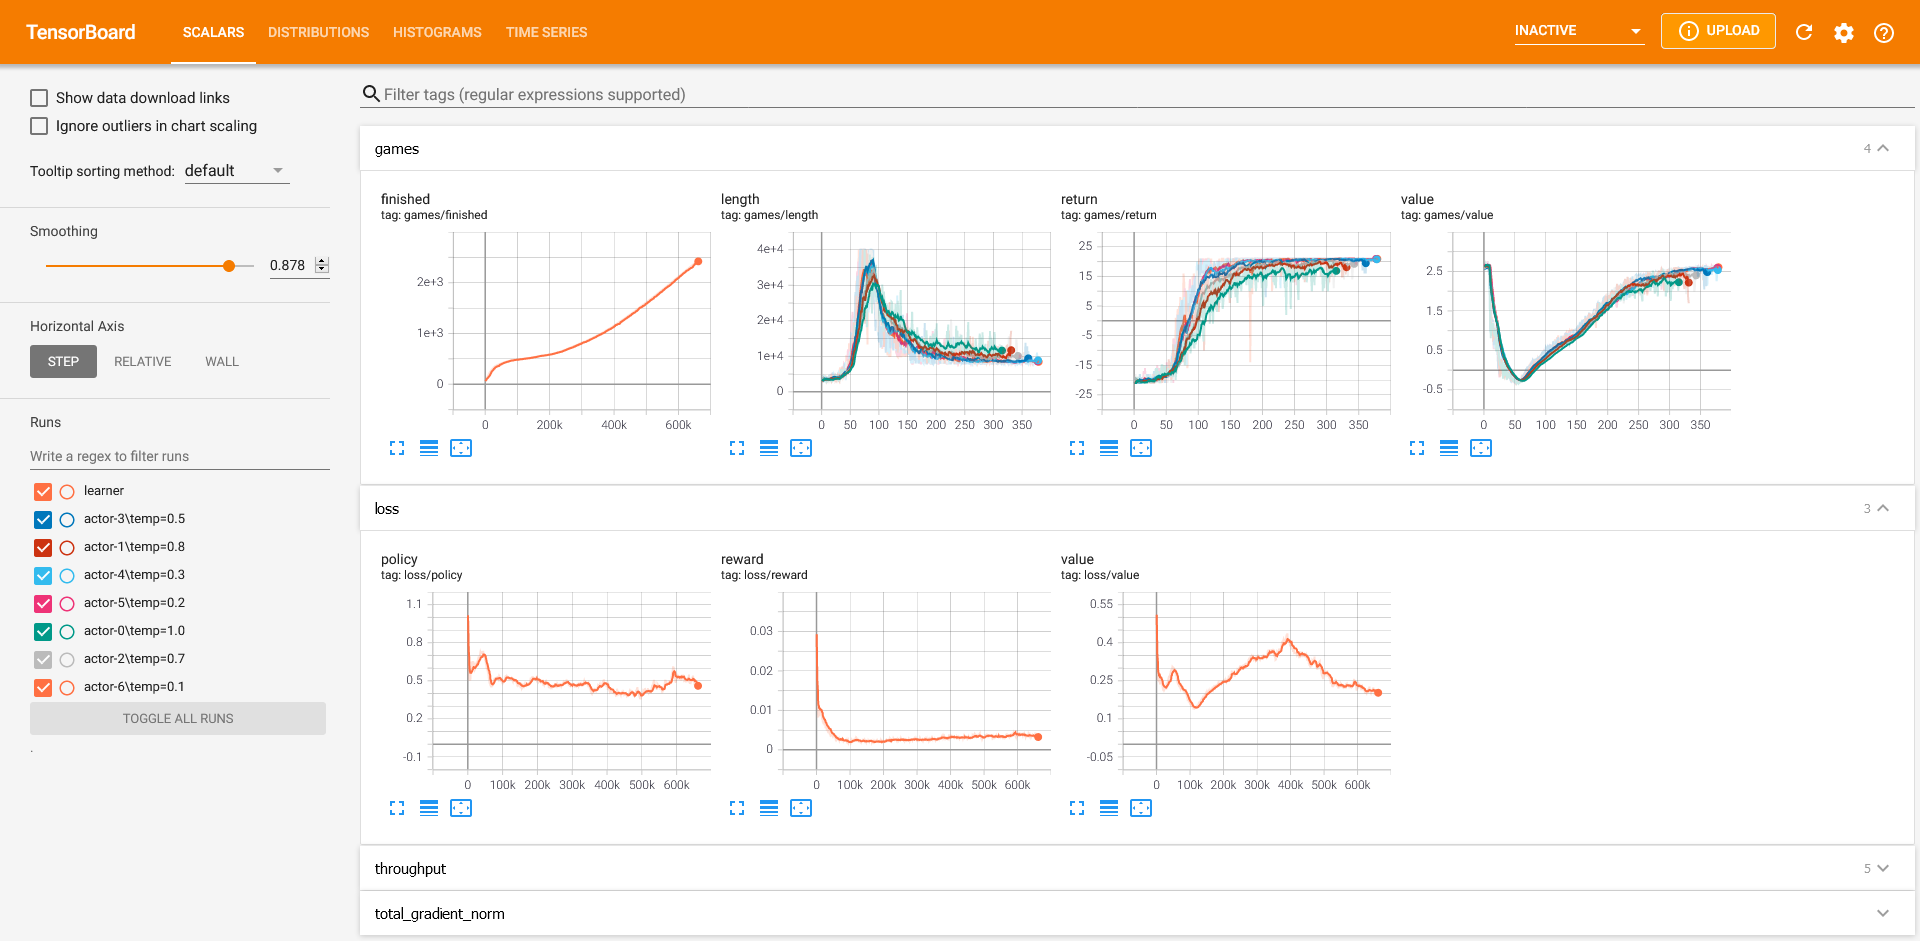 TensorBoard
SCALARS DISTRIBUTIONS HISTOGRAMS TIME SERIES
INACTIVE
UPLOAD
Show data download links
Ignore outliers in chart scaling
Tooltip sorting method: default
Smoothing
0.878
Horizontal Axis
STEP RELATIVE WALL
Runs
Write a regex to filter runs
learner
actor-3\temp=0.5
actor-1\temp=0.8
actor-4\temp=0.3
actor-5\temp=0.2
actor-0\temp=1.0
actor-2\temp=0.7
actor-6\temp=0.1
TOGGLE ALL RUNS
.
Filter tags (regular expressions supported)
games 4
finished
tag: games/finished
2e+3
1e+3
0
0 200k 400k 600k
length
tag: games/length
4e+4
3e+4
2e+4
1e+4
0
0 50 100 150 200 250 300 350
return
tag: games/return
25
15
5
-5
-15
-25
0 50 100 150 200 250 300 350
value
tag: games/value
2.5
1.5
0.5
-0.5
0 50 100 150 200 250 300 350
loss 3
policy
tag: loss/policy
1.1
0.8
0.5
0.2
-0.1
0 100k 200k 300k 400k 500k 600k
reward
tag: loss/reward
0.03
0.02
0.01
0
0 100k 200k 300k 400k 500k 600k
value
tag: loss/value
0.55
0.4
0.25
0.1
-0.05
0 100k 200k 300k 400k 500k 600k
throughput 5
total_gradient_norm